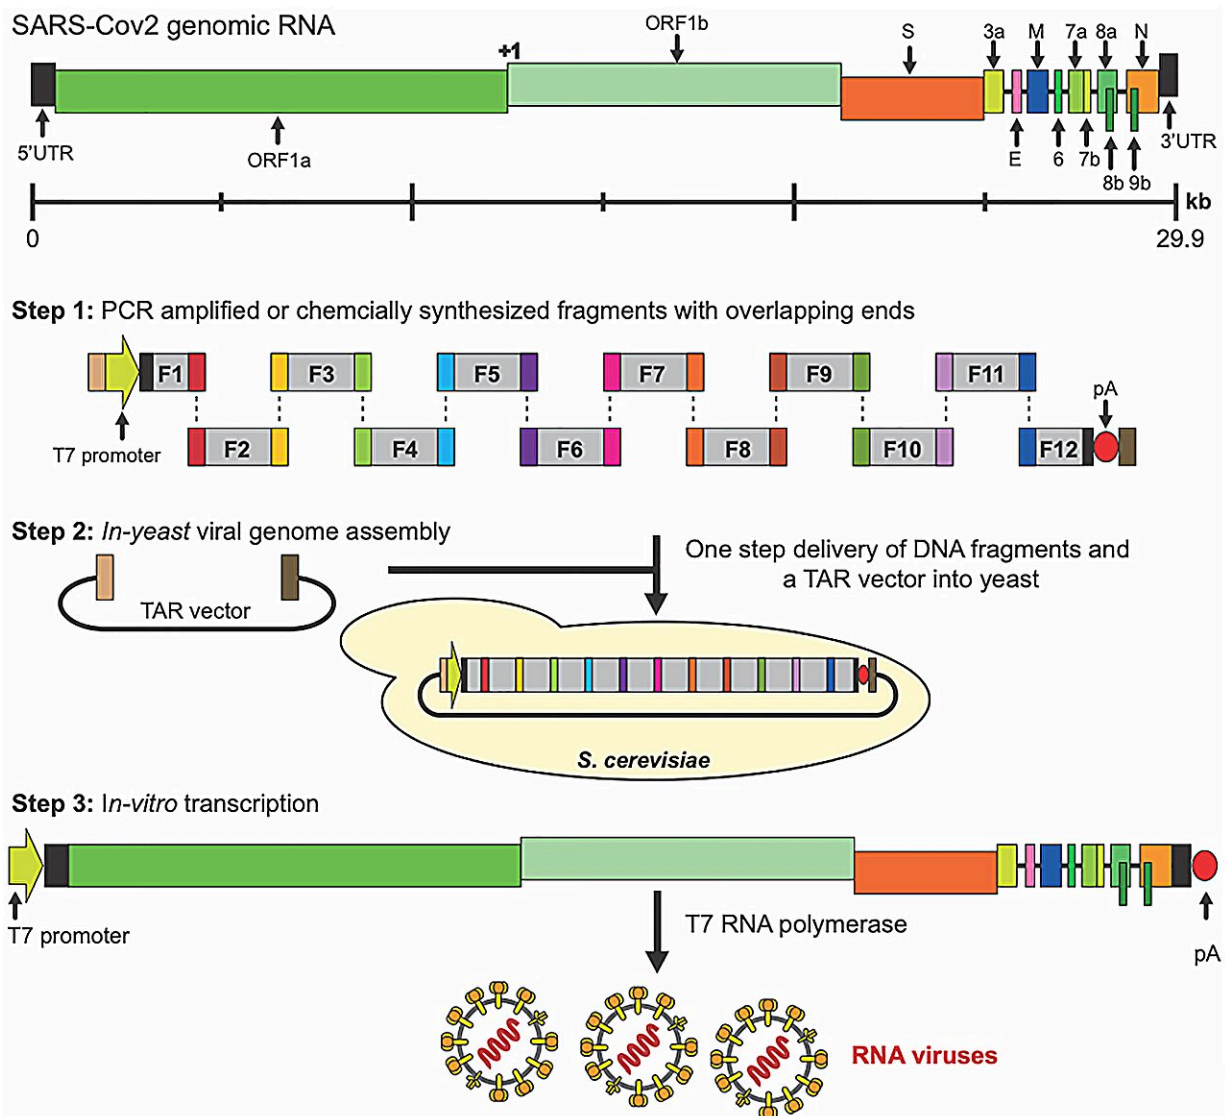 SARS-Cov2 genomic RNA
+1
ORF1b
S
3a
M
7a
8a
N
5'UTR
ORF1a
E
6
7b
8b
9b
3'UTR
kb
0
29.9
Step 1: PCR amplified or chemcially synthesized fragments with overlapping ends
F1
F3
F5
F7
F9
F11
pA
T7 promoter
F2
F4
F6
F8
F10
F12
Step 2: In-yeast viral genome assembly
TAR vector
One step delivery of DNA fragments and
a TAR vector into yeast
S. cerevisiae
Step 3: In-vitro transcription
T7 promoter
T7 RNA polymerase
pA
RNA viruses